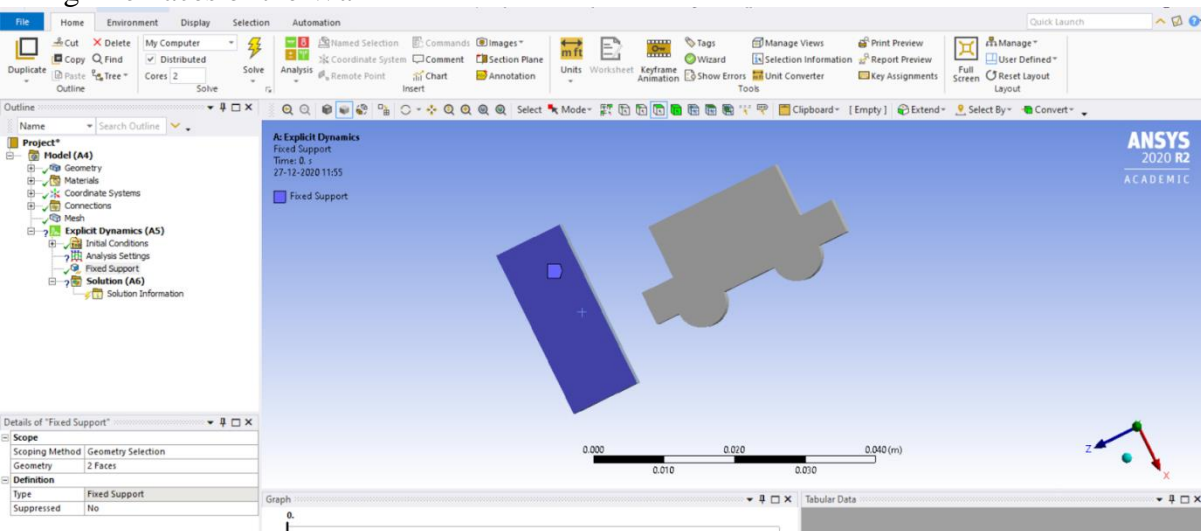 File Home Environment Display Selection Automation Quick Launch
Duplicate Cut Copy Paste Delete Find Tree
Outline
My Computer
Distributed
Cores 2
Solve
Solve
Analysis
Named Selection
Coordinate System
Remote Point
Commands
Comment
Chart
Images
Section Plane
Annotation
Insert
Units
Worksheet
Keyframe
Animation
Tags
Wizard
Show Errors
Manage Views
Selection Information
Unit Converter
Print Preview
Report Preview
Key Assignments
Tools
Full
Screen
Manage
User Defined
Reset Layout
Layout
Outline
Name Search Outline
Select Mode Clipboard [Empty] Extend Select By Convert
Project*
Model (A4)
Geometry
Materials
Coordinate Systems
Connections
Mesh
Explicit Dynamics (A5)
Initial Conditions
Analysis Settings
Fixed Support
Solution (A6)
Solution Information
A: Explicit Dynamics
Fixed Support
Time: 0. s
27-12-2020 11:55
Fixed Support
ANSYS
2020 R2
ACADEMIC
0.000 0.020 0.040 (m)
0.010 0.030
Z
X
Details of "Fixed Support"
Scope
Scoping Method Geometry Selection
Geometry 2 Faces
Definition
Type Fixed Support
Suppressed No
Graph
0.
Tabular Data